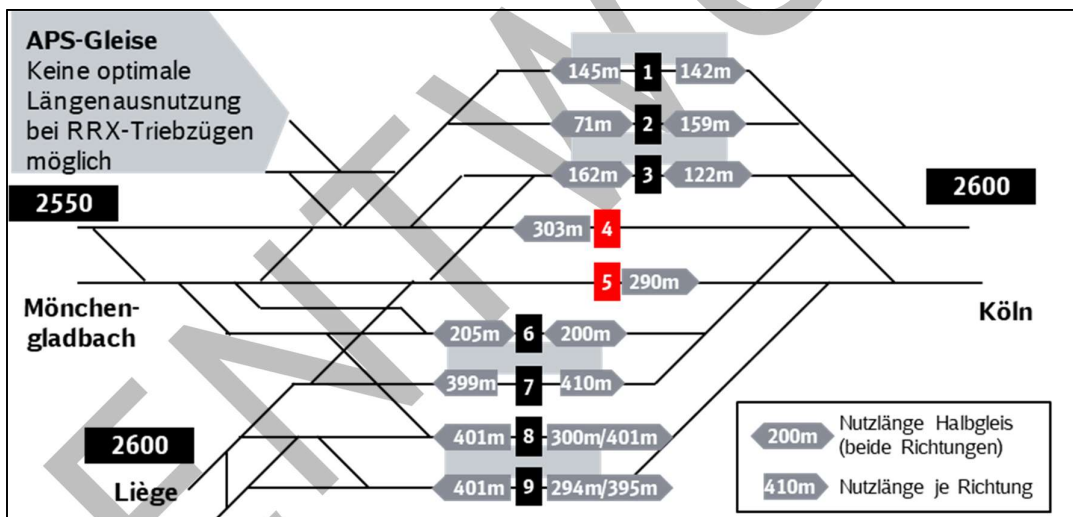 APS-Gleise
Keine optimale
Längenausnutzung
bei RRX-Triebzügen
möglich
145m 1 142m
71m 2 159m
162m 3 122m
2550
2600
303m 4
5 290m
Mönchen-
gladbach
Köln
205m 6 200m
399m 7 410m
401m 8 300m/401m
2600
Liège
401m 9 294m/395m
200m Nutzlänge Halbgleis
(beide Richtungen)
410m Nutzlänge je Richtung